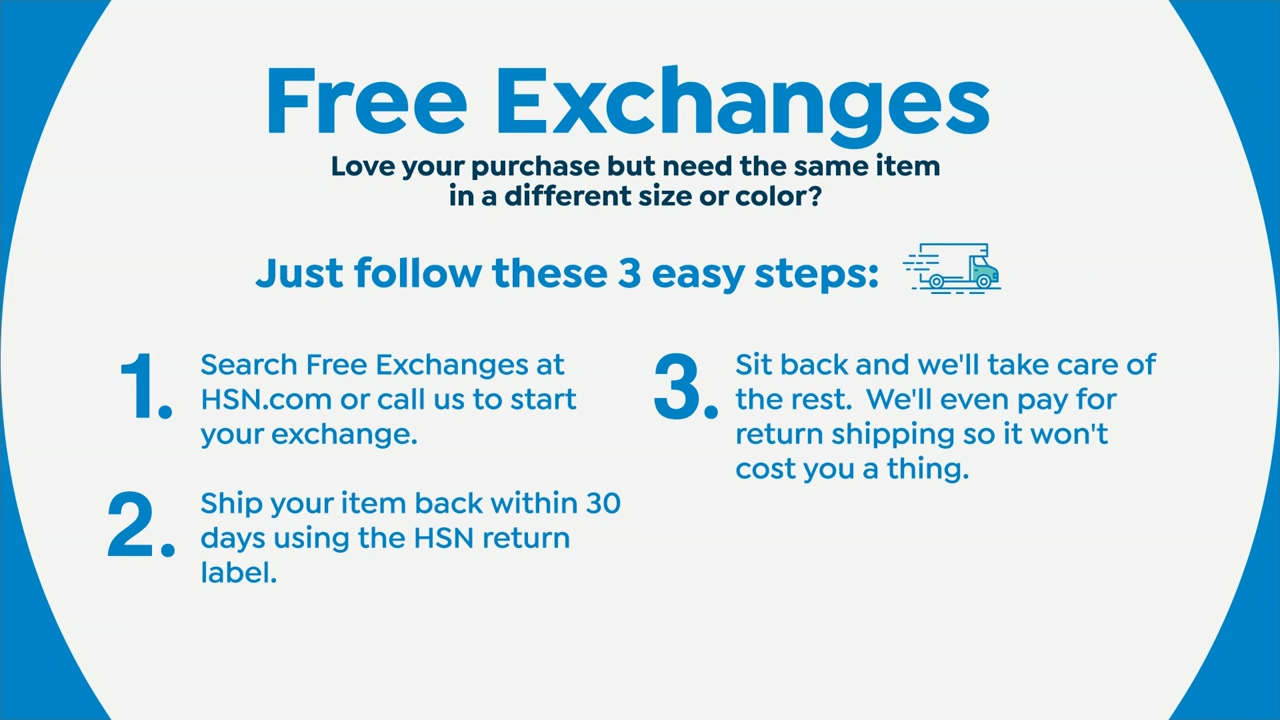 Free Exchanges
Love your purchase but need the same item
in a different size or color?
Just follow these 3 easy steps:
1. Search Free Exchanges at
HSN.com or call us to start
your exchange.
2. Ship your item back within 30
days using the HSN return
label.
3. Sit back and we'll take care of
the rest.  We'll even pay for
return shipping so it won't
cost you a thing.